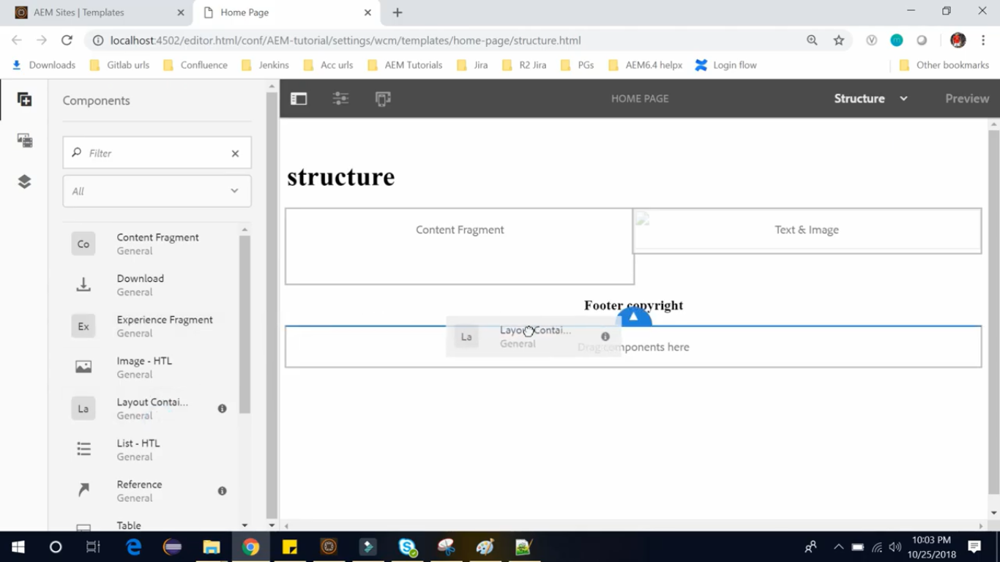 AEM Sites | Templates
Home Page
localhost:4502/editor.html/conf/AEM-tutorial/settings/wcm/templates/home-page/structure.html
Downloads
Gitlab urls
Confluence
Jenkins
Acc urls
AEM Tutorials
Jira
R2 Jira
PGs
AEM6.4 helpx
Login flow
Other bookmarks
Components
HOME PAGE
Structure
Preview
Filter
All
structure
Content Fragment
General
Download
General
Experience Fragment
General
Image - HTL
General
Layout Contai...
General
List - HTL
General
Reference
General
Table
Content Fragment
Text & Image
Footer copyright
La
Layout Contai...
General
Drag components here
Co
Ex
La
10:03 PM
10/25/2018